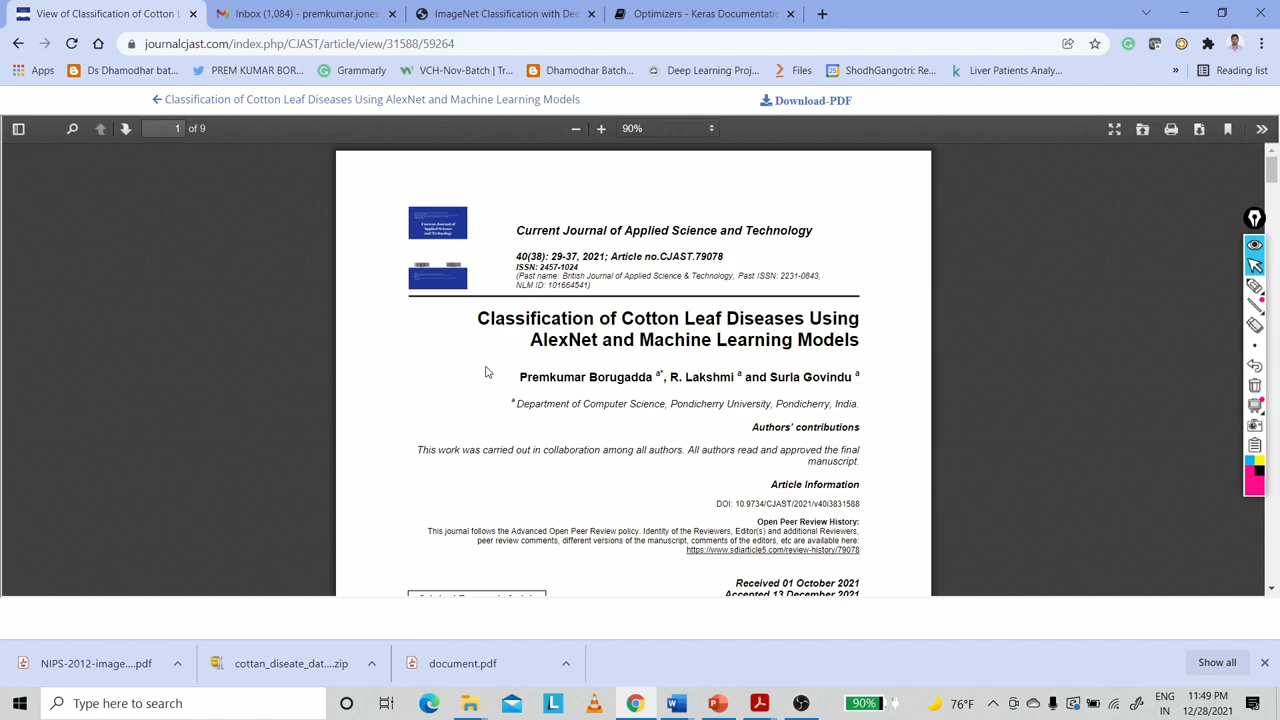 View of Classification of Cotton L
Inbox (1,084) - premkumar.jones
ImageNet Classification with Dee
Optimizers - Keras Documentatio
journalcjast.com/index.php/CJAST/article/view/31588/59264
Apps
Ds Dhamodhar bat...
PREM KUMAR BOR...
Grammarly
VCH-Nov-Batch | Tr...
Dhamodhar Batch...
Deep Learning Proj...
Files
ShodhGangotri: Re...
Liver Patients Analy...
»
Reading list
Classification of Cotton Leaf Diseases Using AlexNet and Machine Learning Models
Download-PDF
1 of 9
90%
Current Journal of Applied Science and Technology
40(38): 29-37, 2021; Article no.CJAST.79078
ISSN: 2457-1024
(Past name: British Journal of Applied Science & Technology, Past ISSN: 2231-0843,
NLM ID: 101664541)
Classification of Cotton Leaf Diseases Using
AlexNet and Machine Learning Models
Premkumar Borugadda a*, R. Lakshmi a and Surla Govindu a
a Department of Computer Science, Pondicherry University, Pondicherry, India.
Authors' contributions
This work was carried out in collaboration among all authors. All authors read and approved the final
manuscript.
Article Information
DOI: 10.9734/CJAST/2021/v40i3831588
Open Peer Review History:
This journal follows the Advanced Open Peer Review policy. Identity of the Reviewers, Editor(s) and additional Reviewers,
peer review comments, different versions of the manuscript, comments of the editors, etc are available here:
https://www.sdiarticle5.com/review-history/79078
Received 01 October 2021
Accepted 13 December 2021
NIPS-2012-image....pdf
cottan_diseate_dat....zip
document.pdf
Show all
Type here to search
90%
76°F
ENG
IN
11:49 PM
12/28/2021